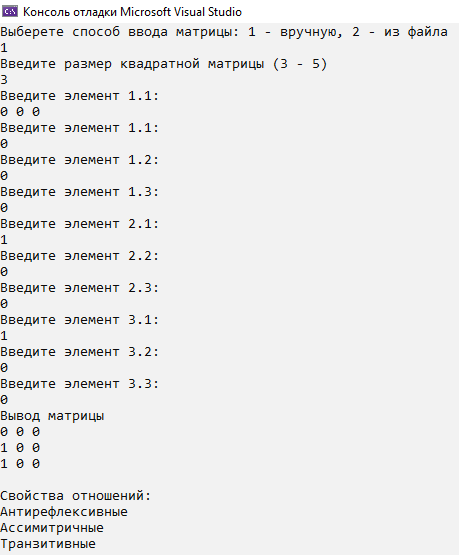 Консоль отладки Microsoft Visual Studio
Выберете способ ввода матрицы: 1 - вручную, 2 - из файла
1
Введите размер квадратной матрицы (3 - 5)
3
Введите элемент 1.1:
0 0 0
Введите элемент 1.1:
0
Введите элемент 1.2:
0
Введите элемент 1.3:
0
Введите элемент 2.1:
1
Введите элемент 2.2:
0
Введите элемент 2.3:
0
Введите элемент 3.1:
1
Введите элемент 3.2:
0
Введите элемент 3.3:
0
Вывод матрицы
0 0 0
1 0 0
1 0 0
Свойства отношений:
Антирефлексивные
Ассимитричные
Транзитивные